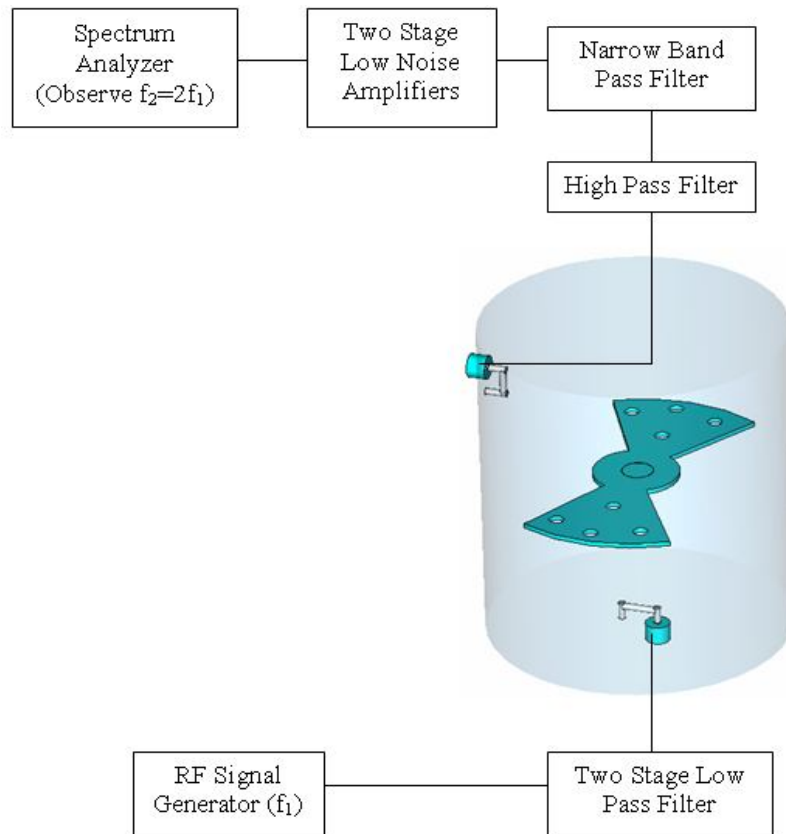 Spectrum
Analyzer
(Observe f₂=2f₁)
Two Stage
Low Noise
Amplifiers
Narrow Band
Pass Filter
High Pass Filter
RF Signal
Generator (f₁)
Two Stage Low
Pass Filter